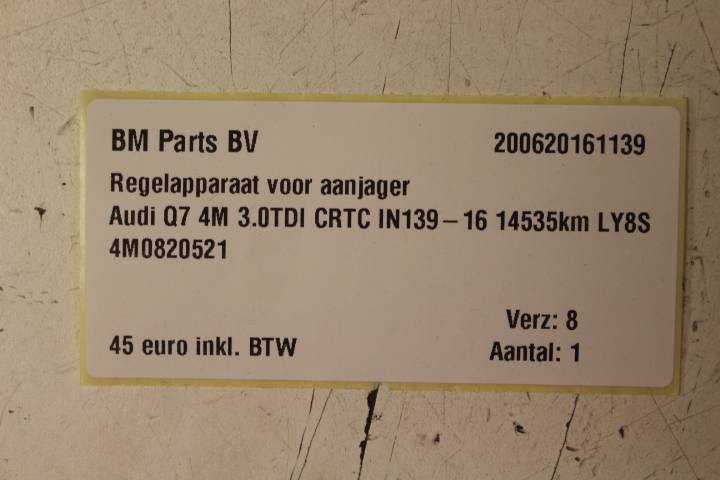 BM Parts BV 200620161139
Regelapparaat voor aanjager
Audi Q7 4M 3.0TDI CRTC IN139-16 14535km LY8S
4M0820521
Verz: 8
45 euro inkl. BTW Aantal: 1